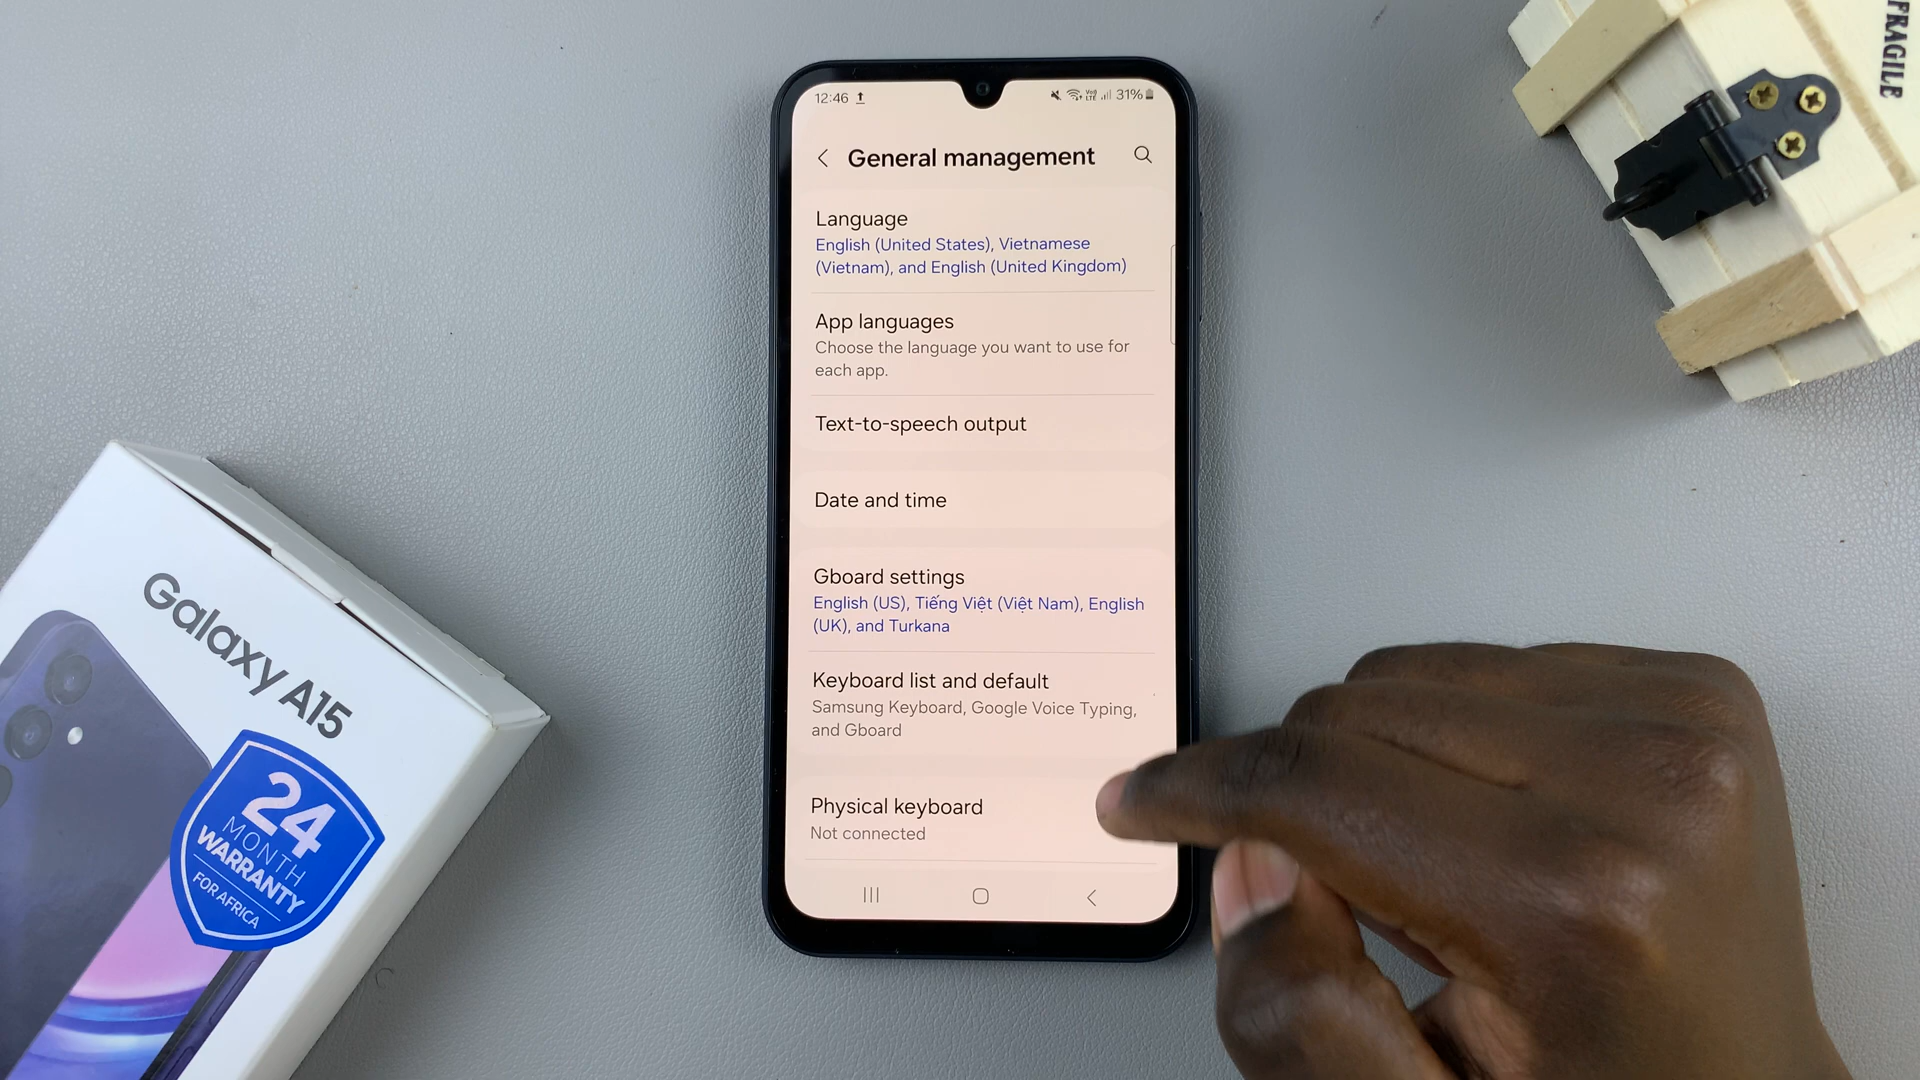 FRAGILE
12:46
Vo)
LTE
31%
General management
Language
English (United States), Vietnamese
(Vietnam), and English (United Kingdom)
App languages
Choose the language you want to use for
each app.
Text-to-speech output
Date and time
Gboard settings
English (US), Tiếng Việt (Việt Nam), English
(UK), and Turkana
Keyboard list and default
Samsung Keyboard, Google Voice Typing,
and Gboard
Physical keyboard
Not connected
Galaxy A15
24
MONTH
WARRANTY
FOR AFRICA